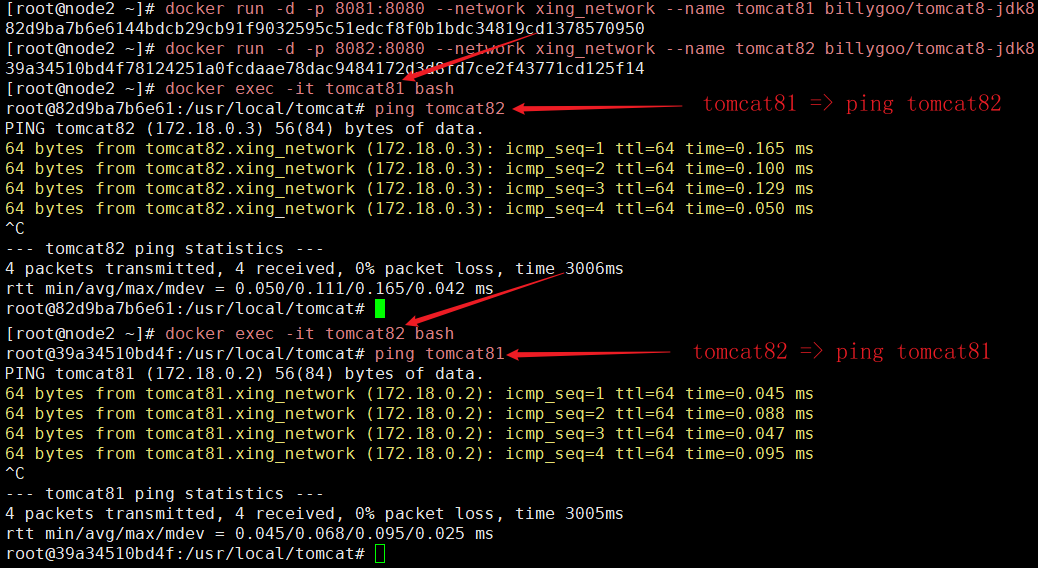 [root@node2 ~]# docker run -d -p 8081:8080 --network xing_network --name tomcat81 billygoo/tomcat8-jdk8
82d9ba7b6e6144bdcb29cb91f9032595c51edcf8f0b1bdc34819cd1378570950
[root@node2 ~]# docker run -d -p 8082:8080 --network xing_network --name tomcat82 billygoo/tomcat8-jdk8
39a34510bd4f78124251a0fcdaae78dac9484172d3d8fd7ce2f43771cd125f14
[root@node2 ~]# docker exec -it tomcat81 bash
root@82d9ba7b6e61:/usr/local/tomcat# ping tomcat82 tomcat81 => ping tomcat82
PING tomcat82 (172.18.0.3) 56(84) bytes of data.
64 bytes from tomcat82.xing_network (172.18.0.3): icmp_seq=1 ttl=64 time=0.165 ms
64 bytes from tomcat82.xing_network (172.18.0.3): icmp_seq=2 ttl=64 time=0.100 ms
64 bytes from tomcat82.xing_network (172.18.0.3): icmp_seq=3 ttl=64 time=0.129 ms
64 bytes from tomcat82.xing_network (172.18.0.3): icmp_seq=4 ttl=64 time=0.050 ms
^C
--- tomcat82 ping statistics ---
4 packets transmitted, 4 received, 0% packet loss, time 3006ms
rtt min/avg/max/mdev = 0.050/0.111/0.165/0.042 ms
root@82d9ba7b6e61:/usr/local/tomcat#
[root@node2 ~]# docker exec -it tomcat82 bash
root@39a34510bd4f:/usr/local/tomcat# ping tomcat81 tomcat82 => ping tomcat81
PING tomcat81 (172.18.0.2) 56(84) bytes of data.
64 bytes from tomcat81.xing_network (172.18.0.2): icmp_seq=1 ttl=64 time=0.045 ms
64 bytes from tomcat81.xing_network (172.18.0.2): icmp_seq=2 ttl=64 time=0.088 ms
64 bytes from tomcat81.xing_network (172.18.0.2): icmp_seq=3 ttl=64 time=0.047 ms
64 bytes from tomcat81.xing_network (172.18.0.2): icmp_seq=4 ttl=64 time=0.095 ms
^C
--- tomcat81 ping statistics ---
4 packets transmitted, 4 received, 0% packet loss, time 3005ms
rtt min/avg/max/mdev = 0.045/0.068/0.095/0.025 ms
root@39a34510bd4f:/usr/local/tomcat#